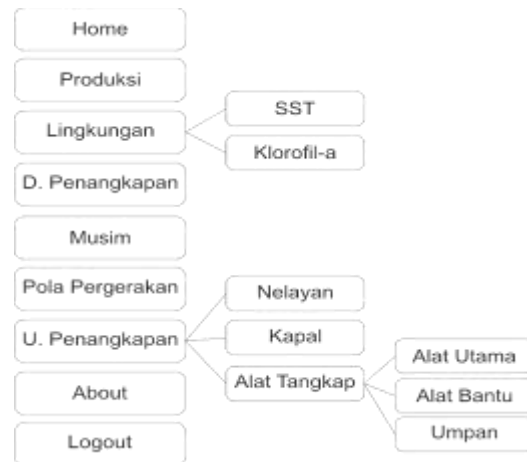 Home
Produksi
Lingkungan
SST
Klorofil-a
D. Penangkapan
Musim
Pola Pergerakan
U. Penangkapan
Nelayan
Kapal
Alat Tangkap
Alat Utama
Alat Bantu
Umpan
About
Logout